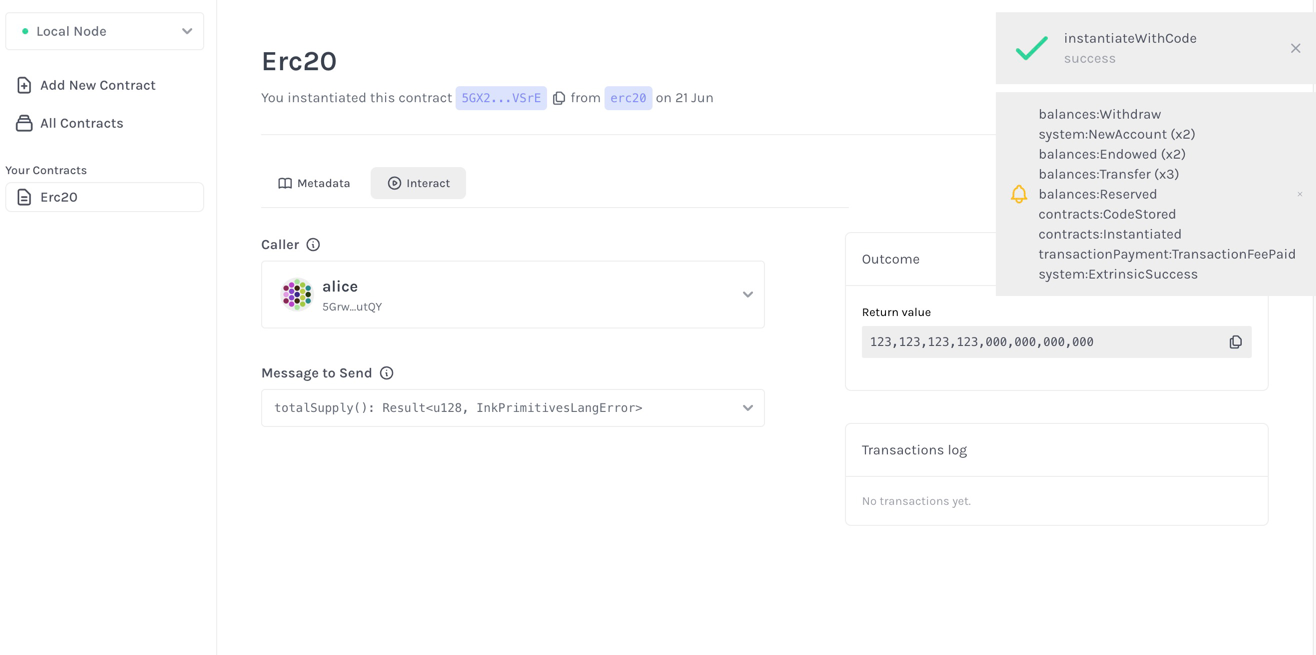 Local Node
Add New Contract
All Contracts
Your Contracts
Erc20
Erc20
You instantiated this contract 5GX2...VSrE from erc20 on 21 Jun
Metadata
Interact
Caller
alice
5Grw...utQY
Message to Send
totalSupply(): Result<u128, InkPrimitivesLangError>
instantiateWithCode
success
balances:Withdraw
system:NewAccount (x2)
balances:Endowed (x2)
balances:Transfer (x3)
balances:Reserved
contracts:CodeStored
contracts:Instantiated
transactionPayment:TransactionFeePaid
system:ExtrinsicSuccess
Outcome
Return value
123,123,123,123,000,000,000,000
Transactions log
No transactions yet.